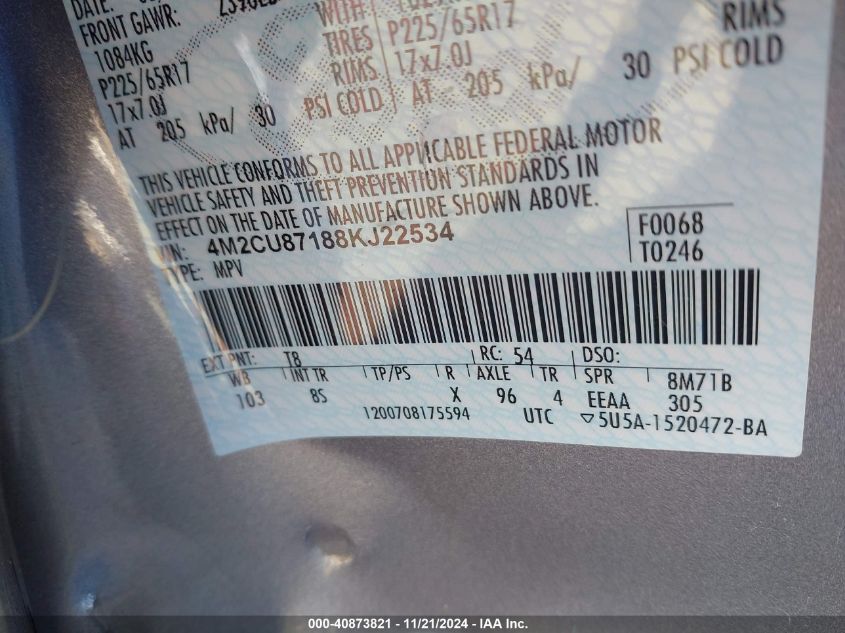 DATE:
FRONT GAWR:
1084KG
P225/65R17
17x7.0J
AT 205 kPa/ 30 PSI COLD
WITH
TIRES
RIMS
P225/65R17
17x7.0J
AT 205 kPa/ 30 PSI COLD
RIMS
THIS VEHICLE CONFORMS TO ALL APPLICABLE FEDERAL MOTOR
VEHICLE SAFETY AND THEFT PREVENTION STANDARDS IN
EFFECT ON THE DATE OF MANUFACTURE SHOWN ABOVE.
VIN: 4M2CU87188KJ22534
TYPE: MPV
F0068
T0246
EXT PNT: T8 RC: 54 DSO:
WB INT TR TP/PS R AXLE TR SPR 8M71B
103 8S X 96 4 EEAA 305
1200708175594 UTC ▽5U5A-1520472-BA
000-40873821 - 11/21/2024 - IAA Inc.